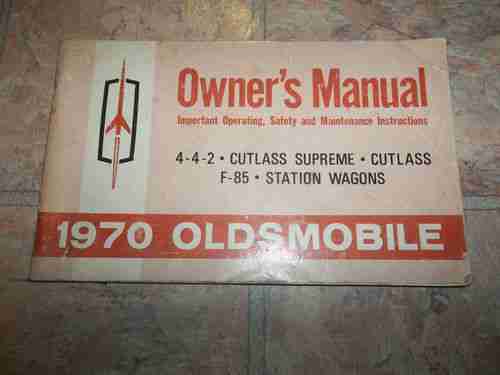 Owner's Manual
Important Operating, Safety and Maintenance Instructions
4-4-2 • CUTLASS SUPREME • CUTLASS
F-85 • STATION WAGONS
1970 OLDSMOBILE